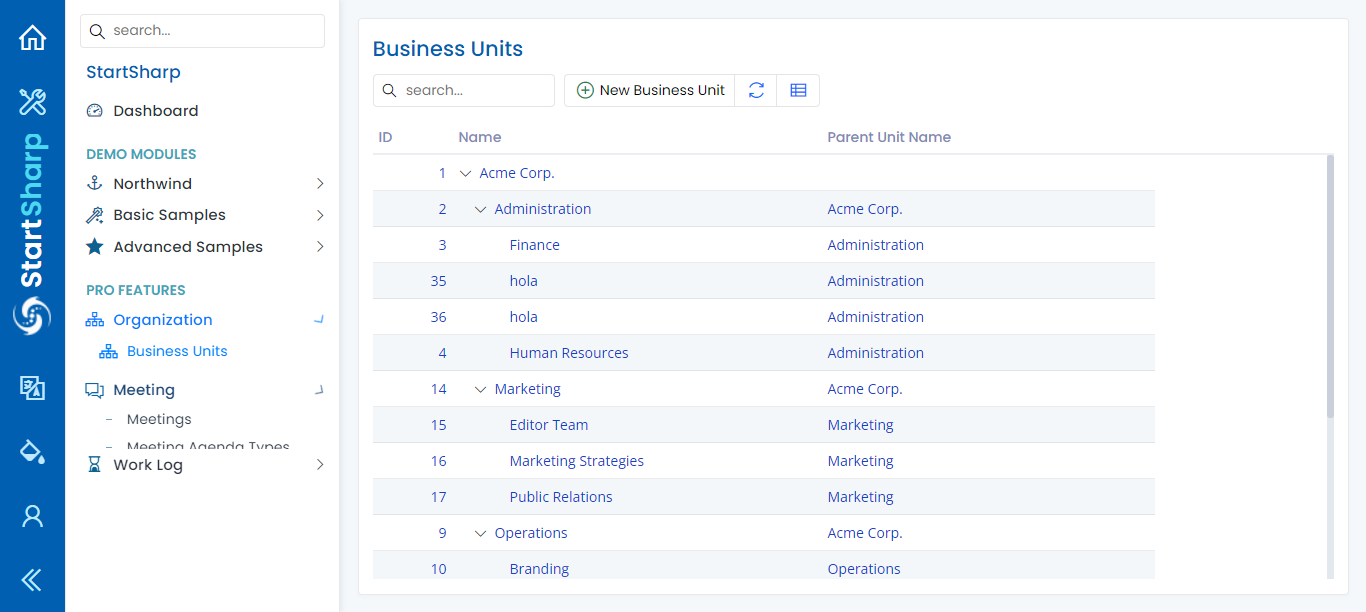 StartSharp
search...
StartSharp
Dashboard
DEMO MODULES
Northwind
Basic Samples
Advanced Samples
PRO FEATURES
Organization
Business Units
Meeting
Meetings
Meeting Agenda Types
Work Log
Business Units
search...
New Business Unit
ID Name Parent Unit Name
1 Acme Corp.
2 Administration Acme Corp.
3 Finance Administration
35 hola Administration
36 hola Administration
4 Human Resources Administration
14 Marketing Acme Corp.
15 Editor Team Marketing
16 Marketing Strategies Marketing
17 Public Relations Marketing
9 Operations Acme Corp.
10 Branding Operations